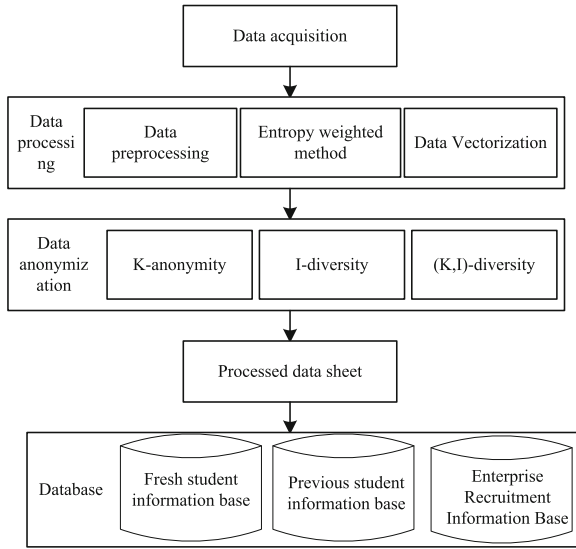 Data acquisition
Data
processi
ng
Data
preprocessing
Entropy weighted
method
Data Vectorization
Data
anonymiz
ation
K-anonymity
I-diversity
(K,I)-diversity
Processed data sheet
Database
Fresh student
information base
Previous student
information base
Enterprise
Recruitment
Information Base